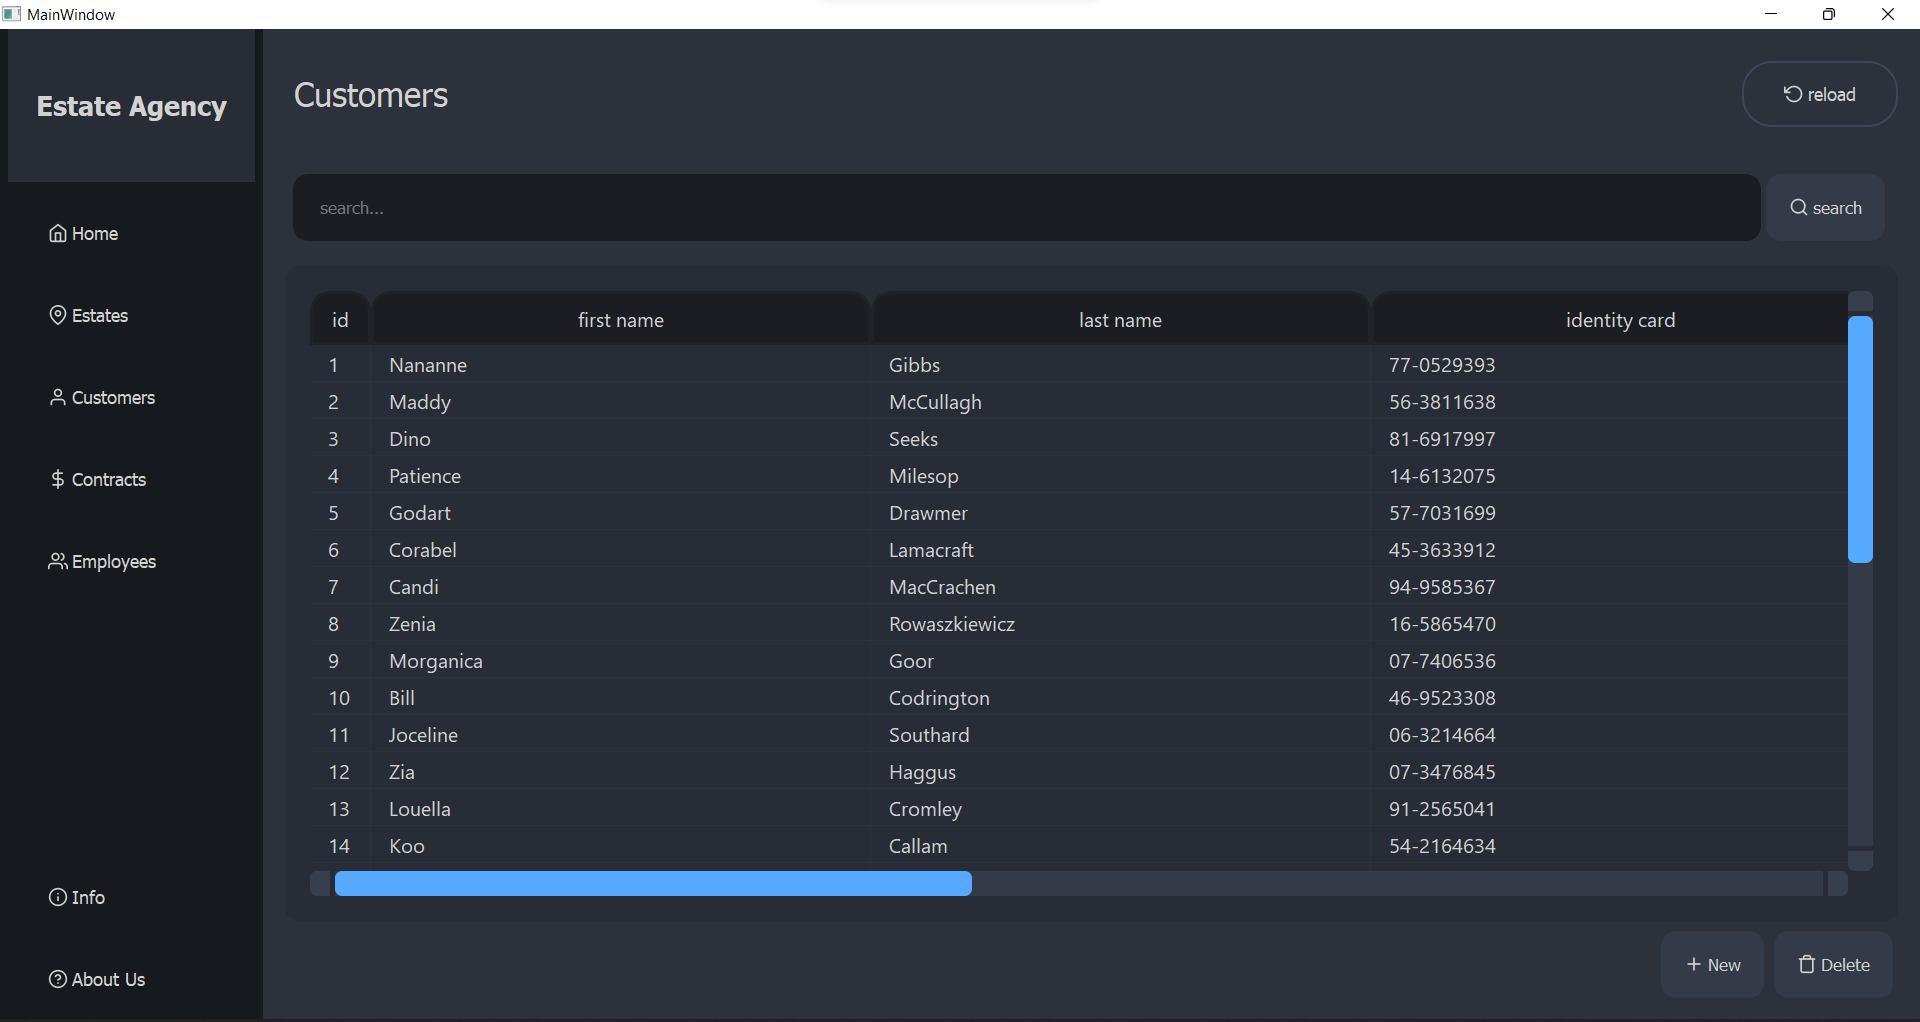 MainWindow
Estate Agency
Home
Estates
Customers
Contracts
Employees
Info
About Us
Customers
reload
search...
search
id first name last name identity card
1 Nananne Gibbs 77-0529393
2 Maddy McCullagh 56-3811638
3 Dino Seeks 81-6917997
4 Patience Milesop 14-6132075
5 Godart Drawmer 57-7031699
6 Corabel Lamacraft 45-3633912
7 Candi MacCrachen 94-9585367
8 Zenia Rowaszkiewicz 16-5865470
9 Morganica Goor 07-7406536
10 Bill Codrington 46-9523308
11 Joceline Southard 06-3214664
12 Zia Haggus 07-3476845
13 Louella Cromley 91-2565041
14 Koo Callam 54-2164634
New
Delete